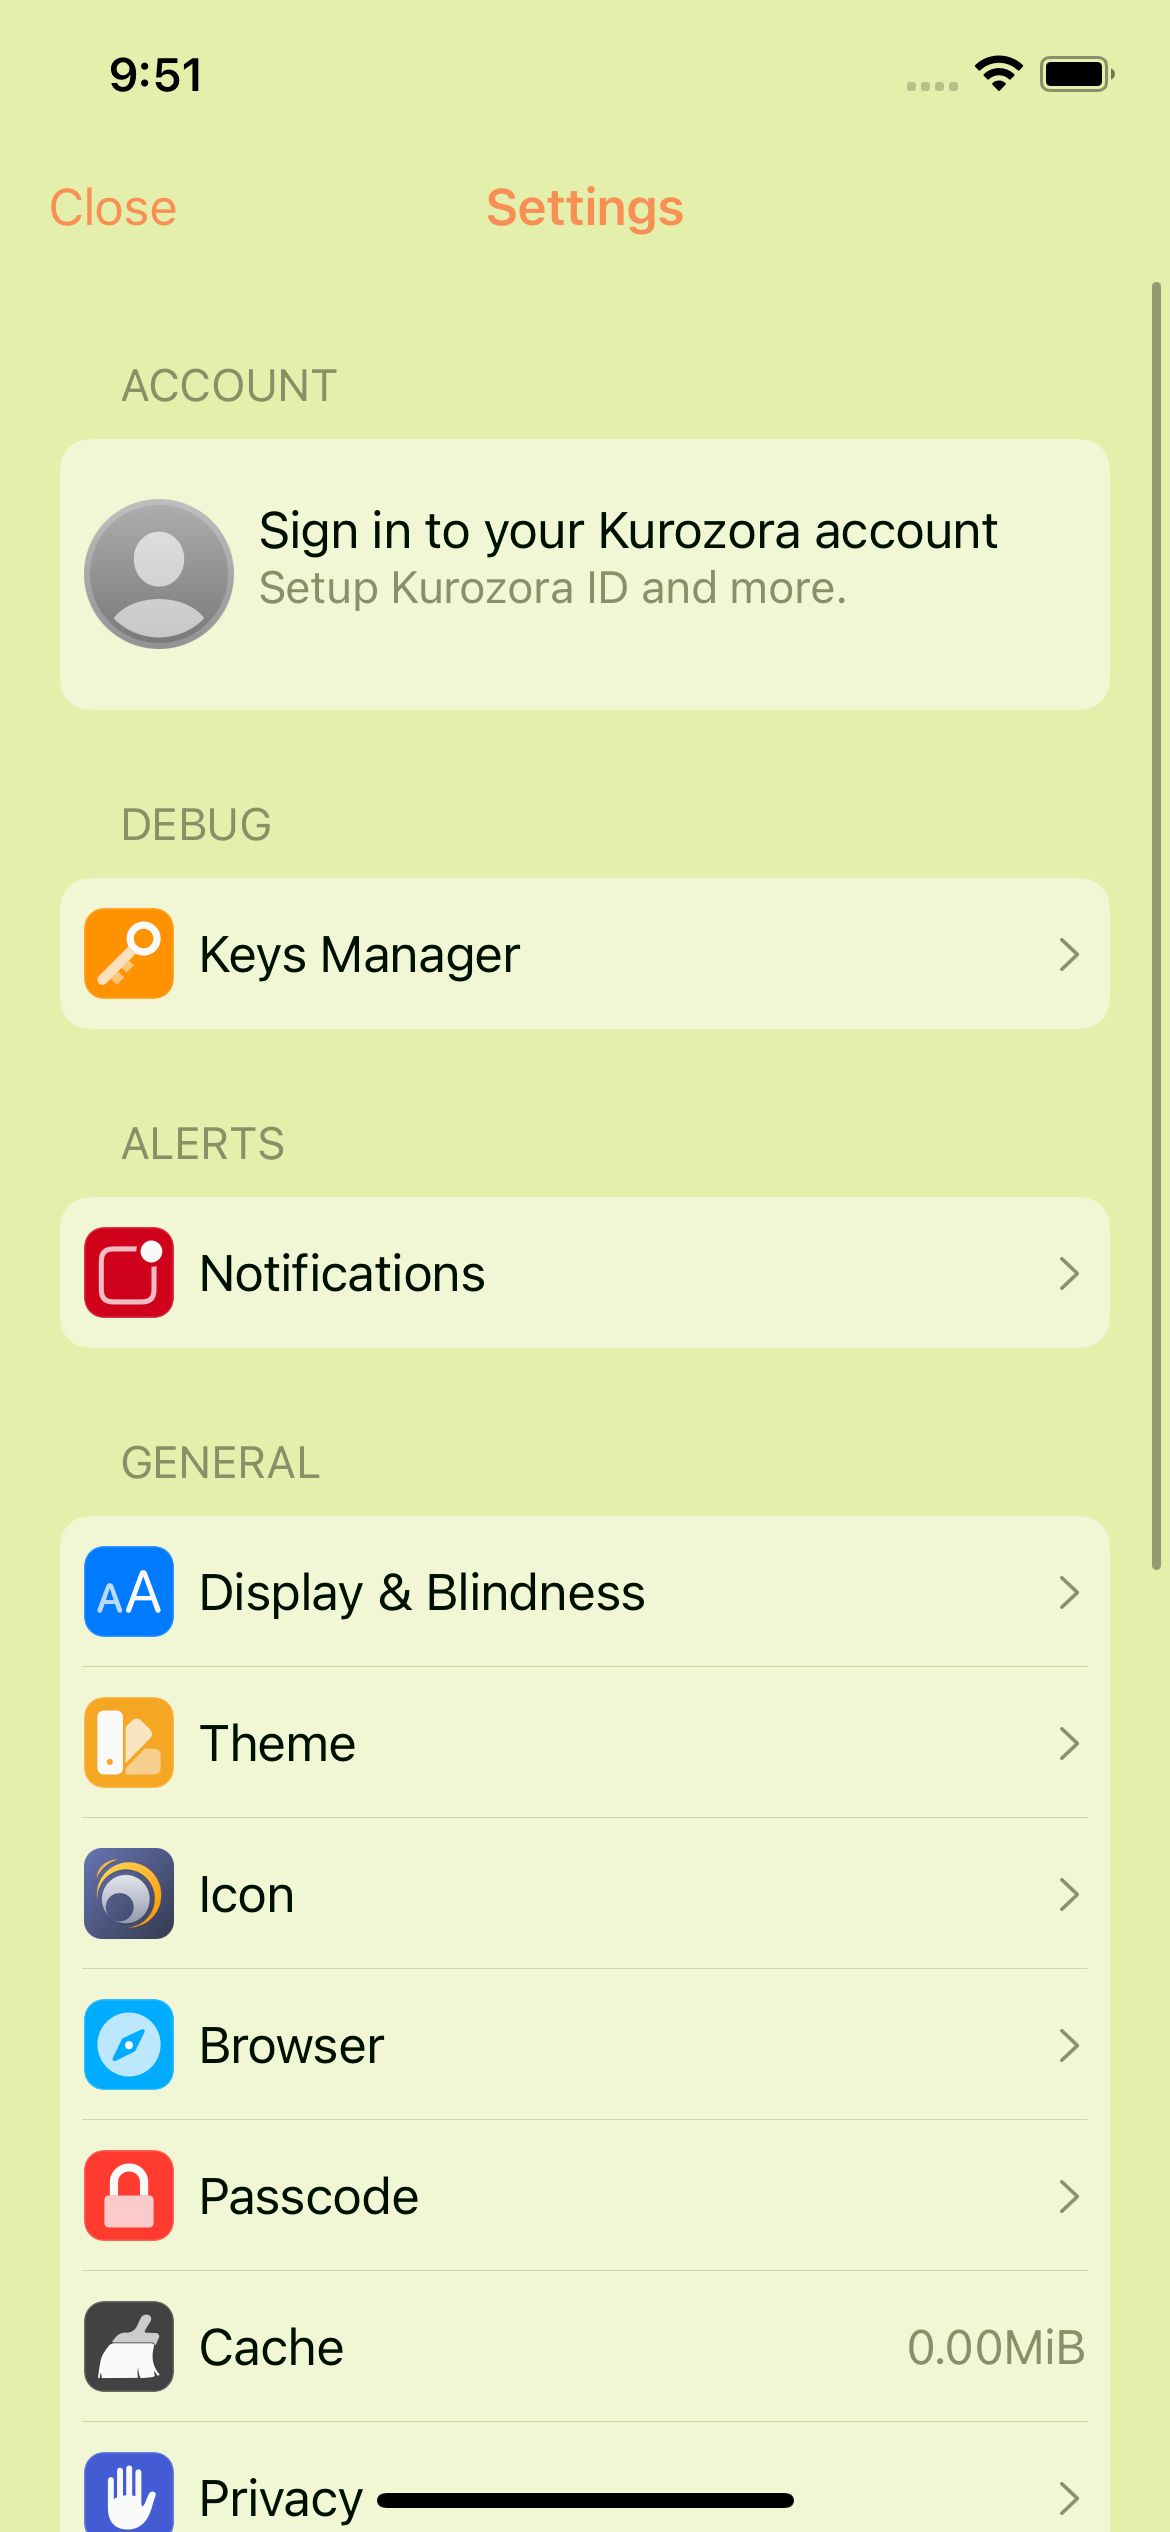 9:51
Close
Settings
ACCOUNT
Sign in to your Kurozora account
Setup Kurozora ID and more.
DEBUG
Keys Manager
ALERTS
Notifications
GENERAL
AA
Display & Blindness
Theme
Icon
Browser
Passcode
Cache
0.00MiB
Privacy